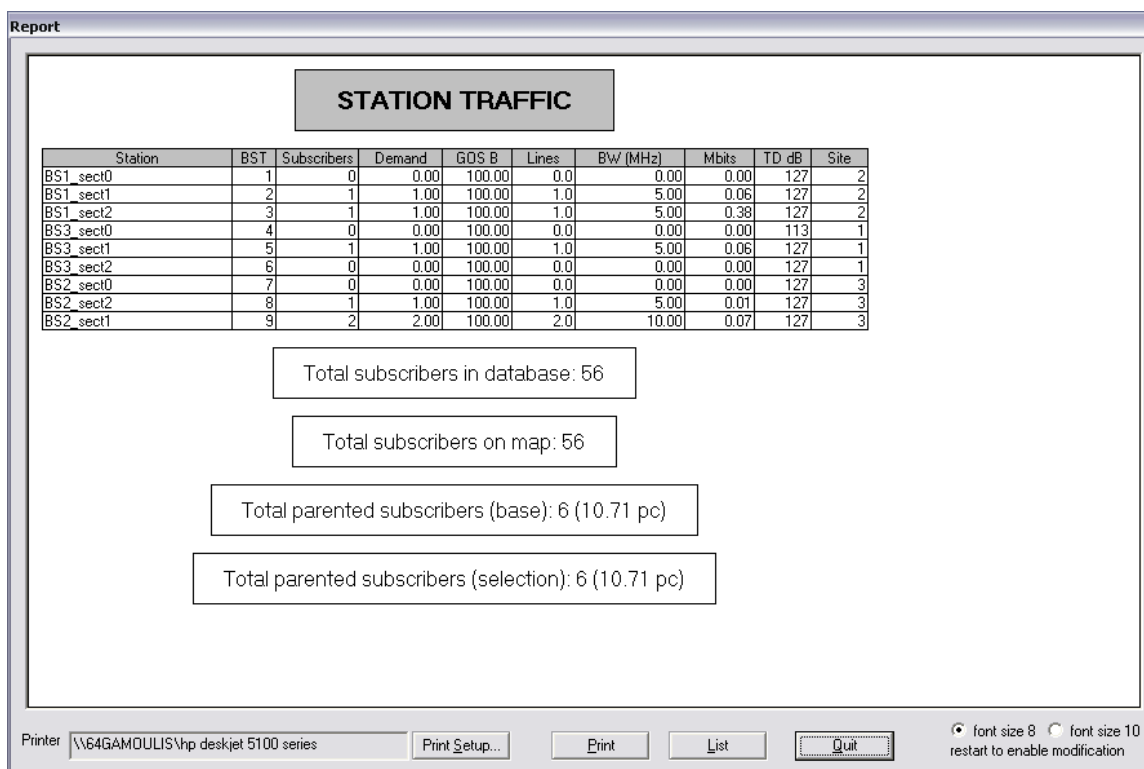 Report
STATION TRAFFIC
Station BST Subscribers Demand GOS B Lines BW (MHz) Mbits TD dB Site
BS1_sect0 1 0 0.00 100.00 0.0 0.00 0.00 127 2
BS1_sect1 2 1 1.00 100.00 1.0 5.00 0.06 127 2
BS1_sect2 3 1 1.00 100.00 1.0 5.00 0.38 127 2
BS3_sect0 4 0 0.00 100.00 0.0 0.00 0.00 113 1
BS3_sect1 5 1 1.00 100.00 1.0 5.00 0.06 127 1
BS3_sect2 6 0 0.00 100.00 0.0 0.00 0.00 127 1
BS2_sect0 7 0 0.00 100.00 0.0 0.00 0.00 127 3
BS2_sect2 8 1 1.00 100.00 1.0 5.00 0.01 127 3
BS2_sect1 9 2 2.00 100.00 2.0 10.00 0.07 127 3
Total subscribers in database: 56
Total subscribers on map: 56
Total parented subscribers (base): 6 (10.71 pc)
Total parented subscribers (selection): 6 (10.71 pc)
Printer \\64GAMOULIS\hp deskjet 5100 series Print Setup... Print List Quit font size 8 font size 10
restart to enable modification